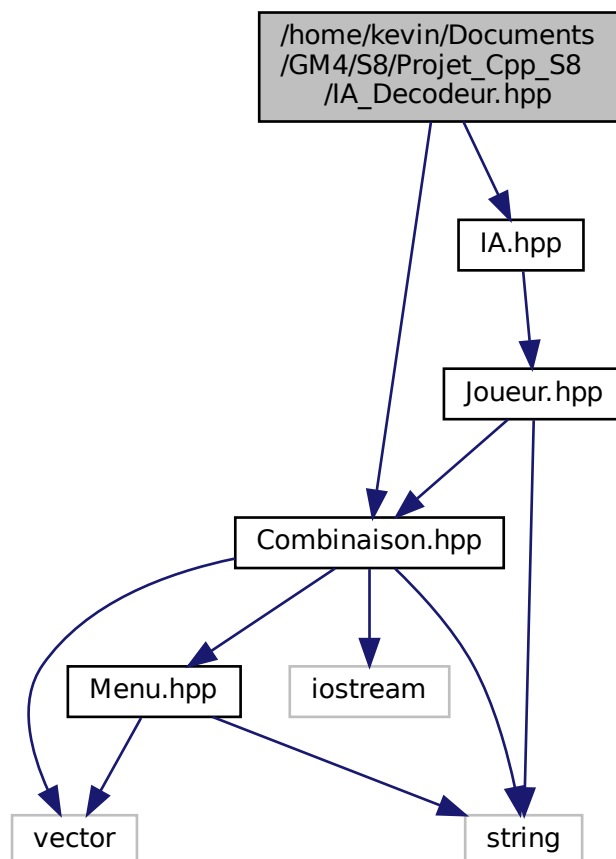 /home/kevin/Documents
/GM4/S8/Projet_Cpp_S8
/IA_Decodeur.hpp
IA.hpp
Joueur.hpp
Combinaison.hpp
Menu.hpp
iostream
vector
string